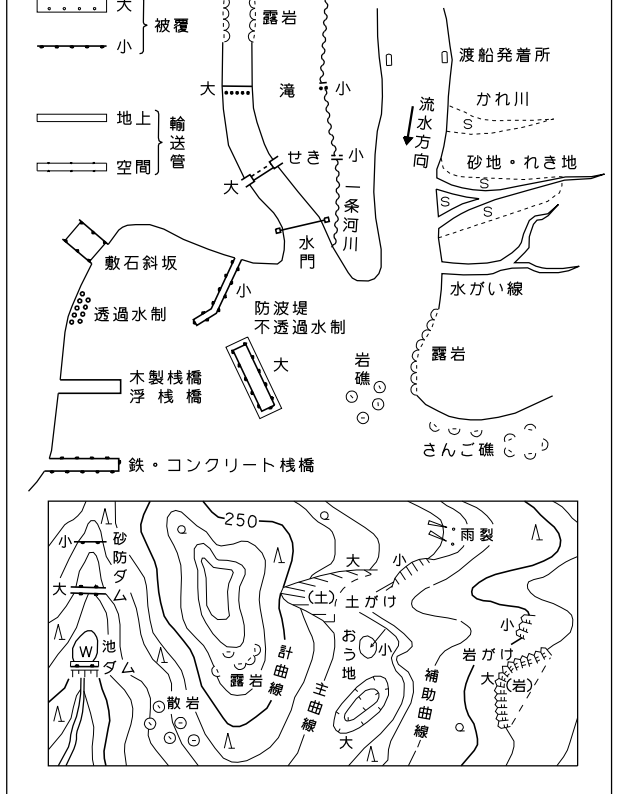 大
被覆
小
地上
空間
輸送管
露岩
大
滝
小
せき
小
大
一条河川
水門
流水方向
渡船発着所
かれ川
S
砂地・れき地
S
S
S
水がい線
露岩
さんご礁
敷石斜坂
透過水制
小
防波堤
不透過水制
大
木製桟橋
浮桟橋
岩礁
鉄・コンクリート桟橋
小
砂防ダム
大
池
ダム
W
250
Q
Q
露岩
散岩
計曲線
主曲線
大
小
(土)
土がけ
おう地
小
大
補助曲線
雨裂
小
岩がけ
大
(岩)
Q